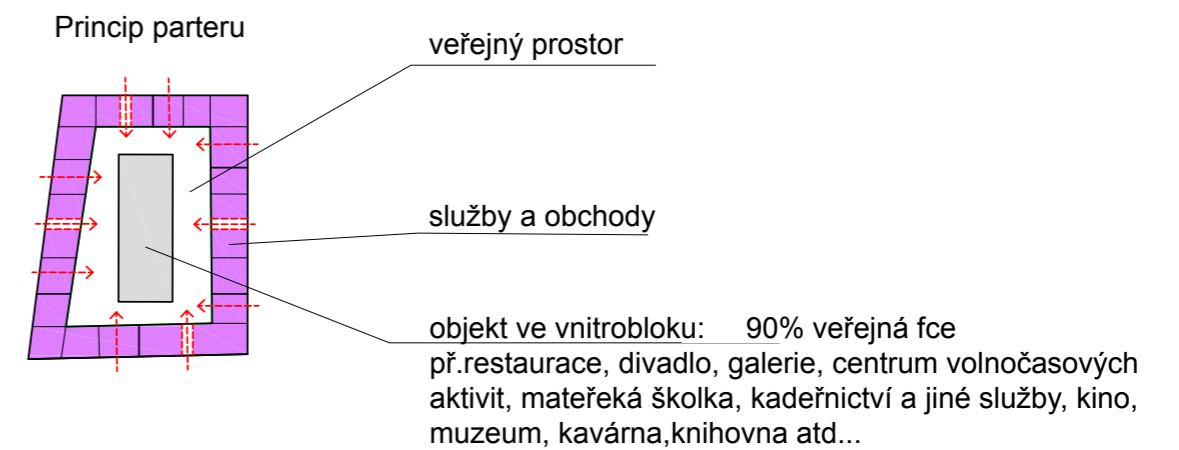 Princip parteru
veřejný prostor
služby a obchody
objekt ve vnitrobloku: 90% veřejná fce
př.restaurace, divadlo, galerie, centrum volnočasových
aktivit, mateřeká školka, kadeřnictví a jiné služby, kino,
muzeum, kavárna,knihovna atd...